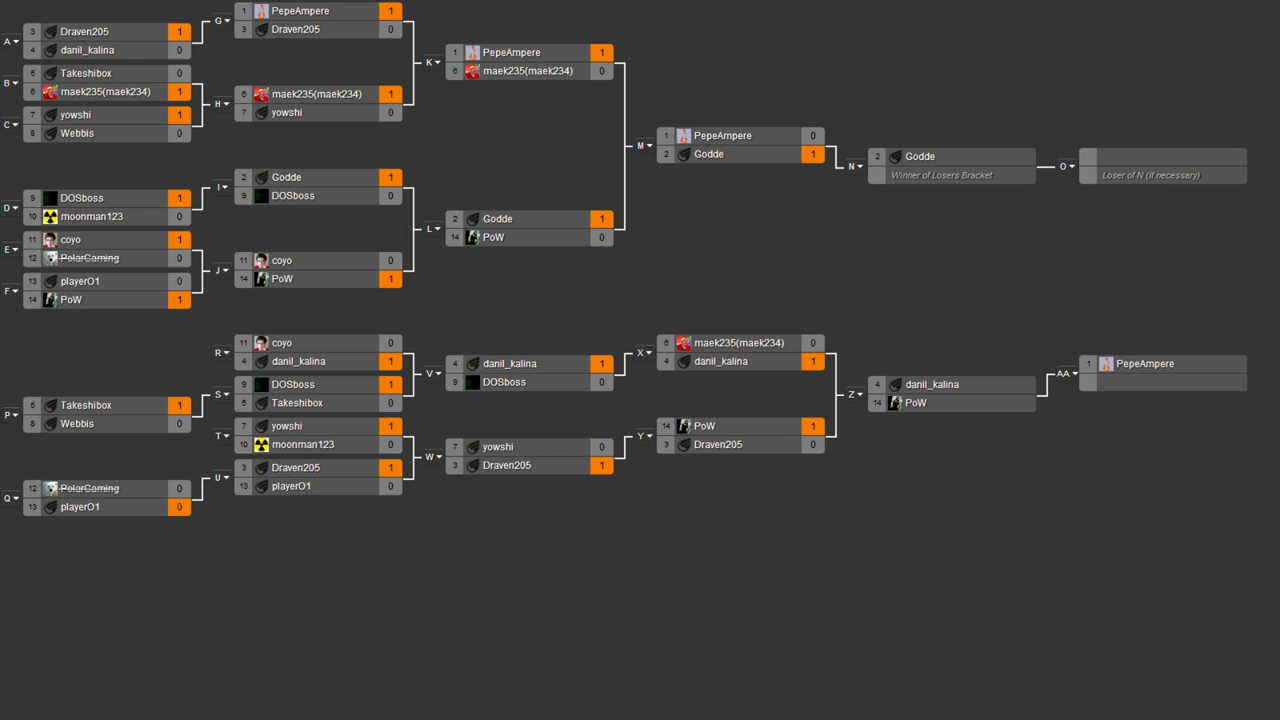 A
3 Draven205 1
4 danil_kalina 0
B
5 Takeshibox 0
6 maek235(maek234) 1
C
7 yowshi 1
8 Webbis 0
D
9 DOSboss 1
10 moonman123 0
E
11 coyo 1
12 PolarCaming 0
F
13 playerO1 0
14 PoW 1
G
1 PepeAmpere 1
3 Draven205 0
H
6 maek235(maek234) 1
7 yowshi 0
I
2 Godde 1
9 DOSboss 0
J
11 coyo 0
14 PoW 1
K
1 PepeAmpere 1
6 maek235(maek234) 0
L
2 Godde 1
14 PoW 0
M
1 PepeAmpere 0
2 Godde 1
N
2 Godde
Winner of Losers Bracket
O
Loser of N (if necessary)
P
5 Takeshibox 1
8 Webbis 0
Q
12 PolarCaming 0
13 playerO1 0
R
11 coyo 0
4 danil_kalina 1
S
9 DOSboss 1
5 Takeshibox 0
T
7 yowshi 1
10 moonman123 0
U
3 Draven205 1
13 playerO1 0
V
4 danil_kalina 1
9 DOSboss 0
W
7 yowshi 0
3 Draven205 1
X
6 maek235(maek234) 0
4 danil_kalina 1
Y
14 PoW 1
3 Draven205 0
Z
4 danil_kalina
14 PoW
AA
1 PepeAmpere